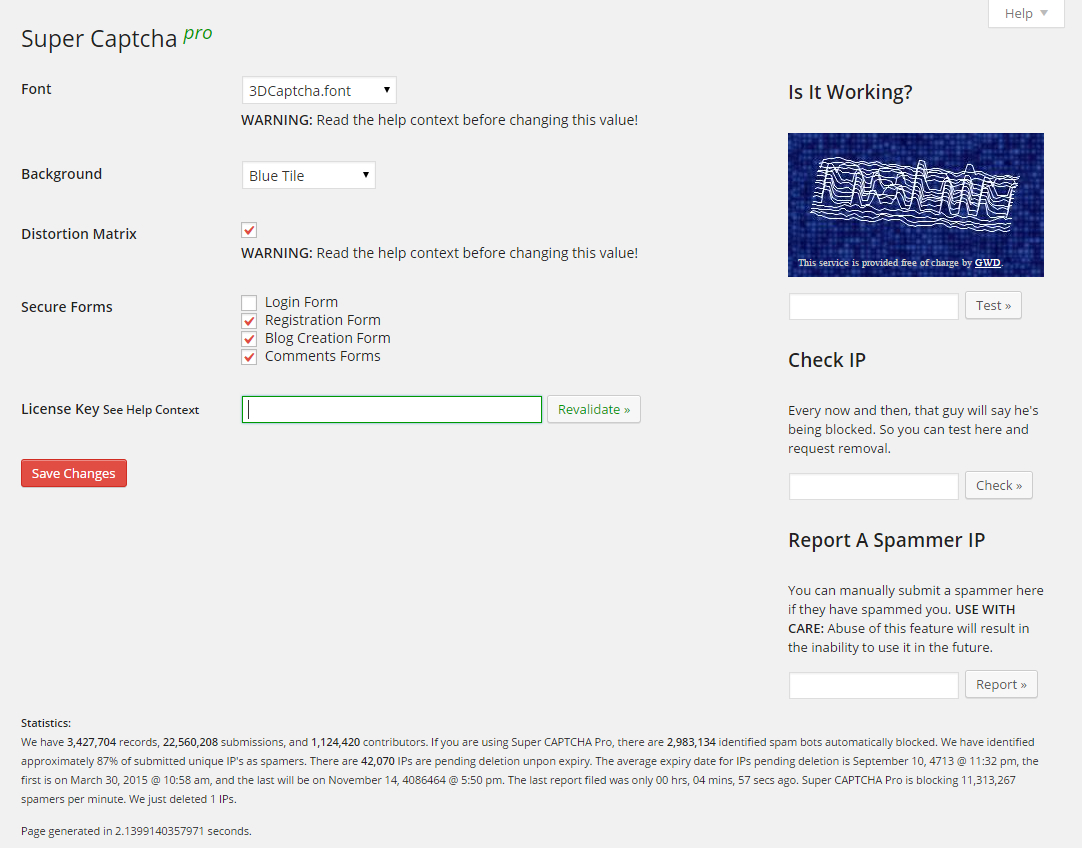 Help
Super Captcha pro
Font
3DCaptcha.font
WARNING: Read the help context before changing this value!
Background
Blue Tile
Distortion Matrix
WARNING: Read the help context before changing this value!
Secure Forms
Login Form
Registration Form
Blog Creation Form
Comments Forms
License Key See Help Context
Revalidate »
Save Changes
Is It Working?
This service is provided free of charge by GWD.
Test »
Check IP
Every now and then, that guy will say he's
being blocked. So you can test here and
request removal.
Check »
Report A Spammer IP
You can manually submit a spammer here
if they have spammed you. USE WITH
CARE: Abuse of this feature will result in
the inability to use it in the future.
Report »
Statistics:
We have 3,427,704 records, 22,560,208 submissions, and 1,124,420 contributors. If you are using Super CAPTCHA Pro, there are 2,983,134 identified spam bots automatically blocked. We have identified
approximately 87% of submitted unique IP's as spamers. There are 42,070 IPs are pending deletion unpon expiry. The average expiry date for IPs pending deletion is September 10, 4713 @ 11:32 pm, the
first is on March 30, 2015 @ 10:58 am, and the last will be on November 14, 4086464 @ 5:50 pm. The last report filed was only 00 hrs, 04 mins, 57 secs ago. Super CAPTCHA Pro is blocking 11,313,267
spamers per minute. We just deleted 1 IPs.
Page generated in 2.1399140357971 seconds.